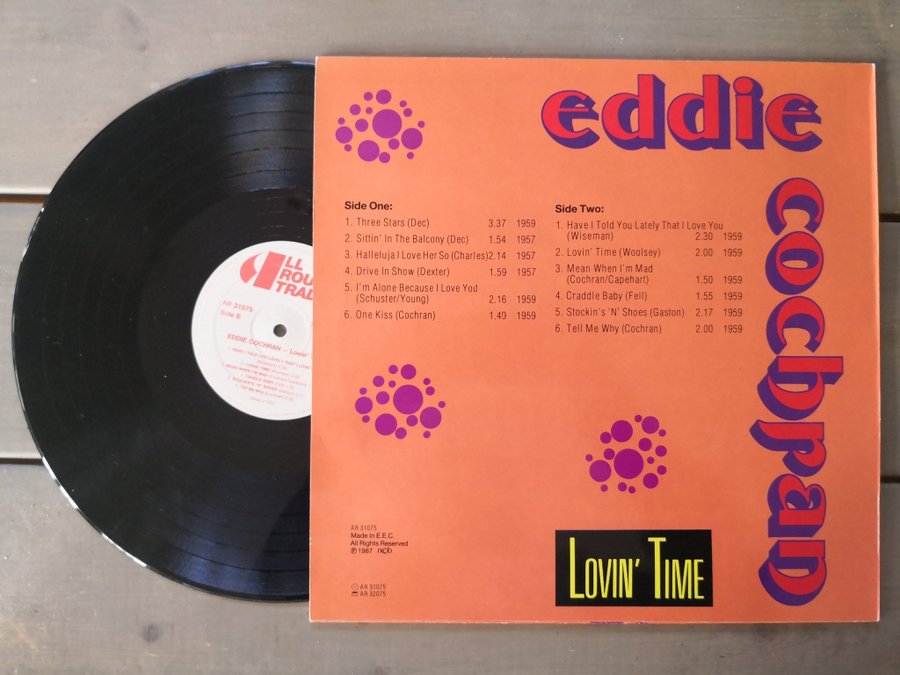 eddie
cochran
Side One:
1. Three Stars (Dec) 3.37 1959
2. Sittin' In The Balcony (Dec) 1.54 1957
3. Halleluja I Love Her So (Charles) 2.14 1957
4. Drive In Show (Dexter) 1.59 1957
5. I'm Alone Because I Love You
(Schuster/Young) 2.16 1959
6. One Kiss (Cochran) 1.49 1959
Side Two:
1. Have I Told You Lately That I Love You
(Wiseman) 2.30 1959
2. Lovin' Time (Woolsey) 2.00 1959
3. Mean When I'm Mad
(Cochran/Capehart) 1.50 1959
4. Craddle Baby (Fell) 1.55 1959
5. Stockin's 'N' Shoes (Gaston) 2.17 1959
6. Tell Me Why (Cochran) 2.00 1959
AR 31075
Made In E.E.C.
All Rights Reserved
℗ 1987 ncb
AR 31075
AR 32075
LOVIN' TIME
LL
ROU
TRAD
AR 31075
Side B
EDDIE COCHRAN – Lovin'